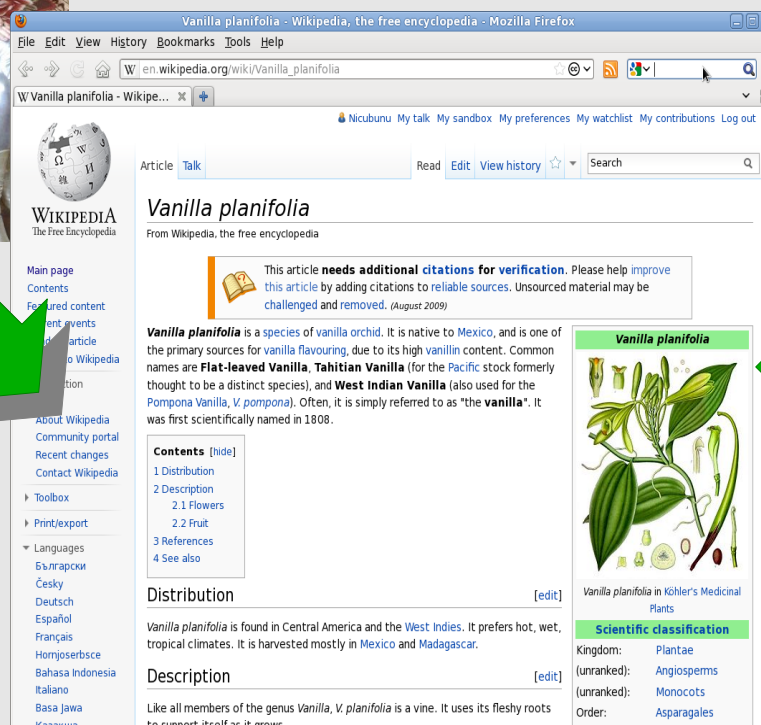 Vanilla planifolia - Wikipedia, the free encyclopedia - Mozilla Firefox
File Edit View History Bookmarks Tools Help
W en.wikipedia.org/wiki/Vanilla_planifolia
W Vanilla planifolia - Wikipe...
Nicubunu My talk My sandbox My preferences My watchlist My contributions Log out
Article Talk Read Edit View history Search
WIKIPEDIA
The Free Encyclopedia
Main page
Contents
Featured content
events
article
to Wikipedia
About Wikipedia
Community portal
Recent changes
Contact Wikipedia
Toolbox
Print/export
Languages
Български
Česky
Deutsch
Español
Français
Hornjoserbsce
Bahasa Indonesia
Italiano
Basa Jawa
Vanilla planifolia
From Wikipedia, the free encyclopedia
This article needs additional citations for verification. Please help improve
this article by adding citations to reliable sources. Unsourced material may be
challenged and removed. (August 2009)
Vanilla planifolia is a species of vanilla orchid. It is native to Mexico, and is one of
the primary sources for vanilla flavouring, due to its high vanillin content. Common
names are Flat-leaved Vanilla, Tahitian Vanilla (for the Pacific stock formerly
thought to be a distinct species), and West Indian Vanilla (also used for the
Pompona Vanilla, V. pompona). Often, it is simply referred to as "the vanilla". It
was first scientifically named in 1808.
Contents [hide]
1 Distribution
2 Description
2.1 Flowers
2.2 Fruit
3 References
4 See also
Distribution [edit]
Vanilla planifolia is found in Central America and the West Indies. It prefers hot, wet,
tropical climates. It is harvested mostly in Mexico and Madagascar.
Description [edit]
Like all members of the genus Vanilla, V. planifolia is a vine. It uses its fleshy roots
to support itself as it grows.
Vanilla planifolia
Vanilla planifolia in Köhler's Medicinal
Plants
Scientific classification
Kingdom: Plantae
(unranked): Angiosperms
(unranked): Monocots
Order: Asparagales